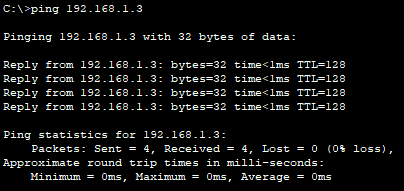 C:\>ping 192.168.1.3
Pinging 192.168.1.3 with 32 bytes of data:
Reply from 192.168.1.3: bytes=32 time<1ms TTL=128
Reply from 192.168.1.3: bytes=32 time<1ms TTL=128
Reply from 192.168.1.3: bytes=32 time<1ms TTL=128
Reply from 192.168.1.3: bytes=32 time<1ms TTL=128
Ping statistics for 192.168.1.3:
    Packets: Sent = 4, Received = 4, Lost = 0 (0% loss),
Approximate round trip times in milli-seconds:
    Minimum = 0ms, Maximum = 0ms, Average = 0ms